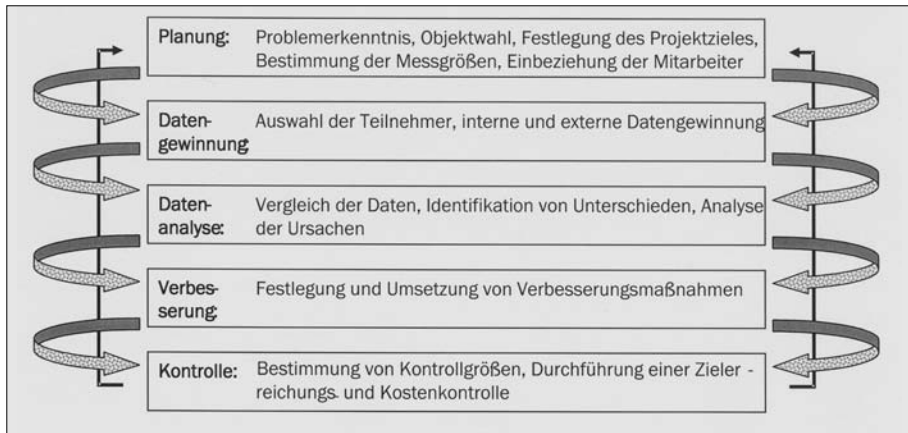 Planung: Problemerkenntnis, Objektwahl, Festlegung des Projektzieles,
Bestimmung der Messgrößen, Einbeziehung der Mitarbeiter
Daten- Auswahl der Teilnehmer, interne und externe Datengewinnung
gewinnung:
Daten- Vergleich der Daten, Identifikation von Unterschieden, Analyse
analyse: der Ursachen
Verbes- Festlegung und Umsetzung von Verbesserungsmaßnahmen
serung:
Kontrolle: Bestimmung von Kontrollgrößen, Durchführung einer Zieler -
reichungs- und Kostenkontrolle